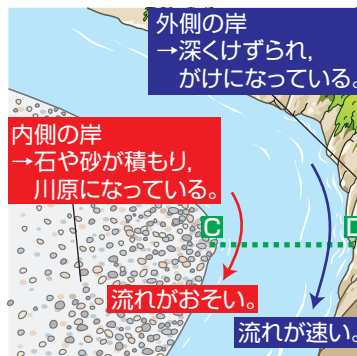 外側の岸
→深くけずられ，
がけになっている。
内側の岸
→石や砂が積もり，
川原になっている。
C
D
流れがおそい。
流れが速い。